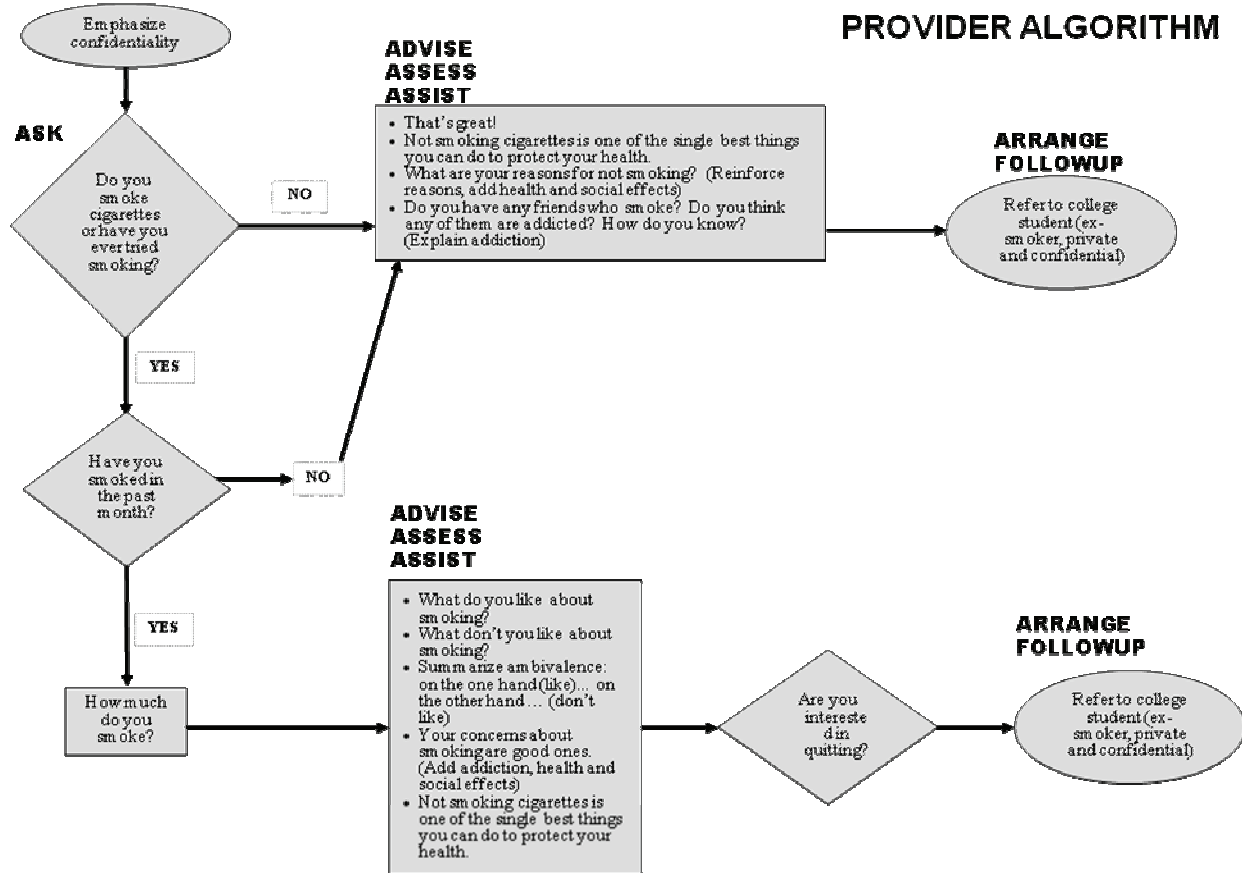 PROVIDER ALGORITHM
Emphasize
confidentiality
ASK
Do you
smoke
cigarettes
or have you
ever tried
smoking?
NO
YES
ADVISE
ASSESS
ASSIST
• That's great!
• Not smoking cigarettes is one of the single best things
you can do to protect your health.
• What are your reasons for not smoking? (Reinforce
reasons, add health and social effects)
• Do you have any friends who smoke? Do you think
any of them are addicted? How do you know?
(Explain addiction)
ARRANGE
FOLLOWUP
Refer to college
student (ex-
smoker, private
and confidential)
Have you
smoked in
the past
month?
NO
YES
How much
do you
smoke?
ADVISE
ASSESS
ASSIST
• What do you like about
smoking?
• What don't you like about
smoking?
• Summarize ambivalence:
on the one hand (like)... on
the other hand... (don't
like)
• Your concerns about
smoking are good ones.
(Add addiction, health and
social effects)
• Not smoking cigarettes is
one of the single best things
you can do to protect your
health.
Are you
intereste
d in
quitting?
ARRANGE
FOLLOWUP
Refer to college
student (ex-
smoker, private
and confidential)